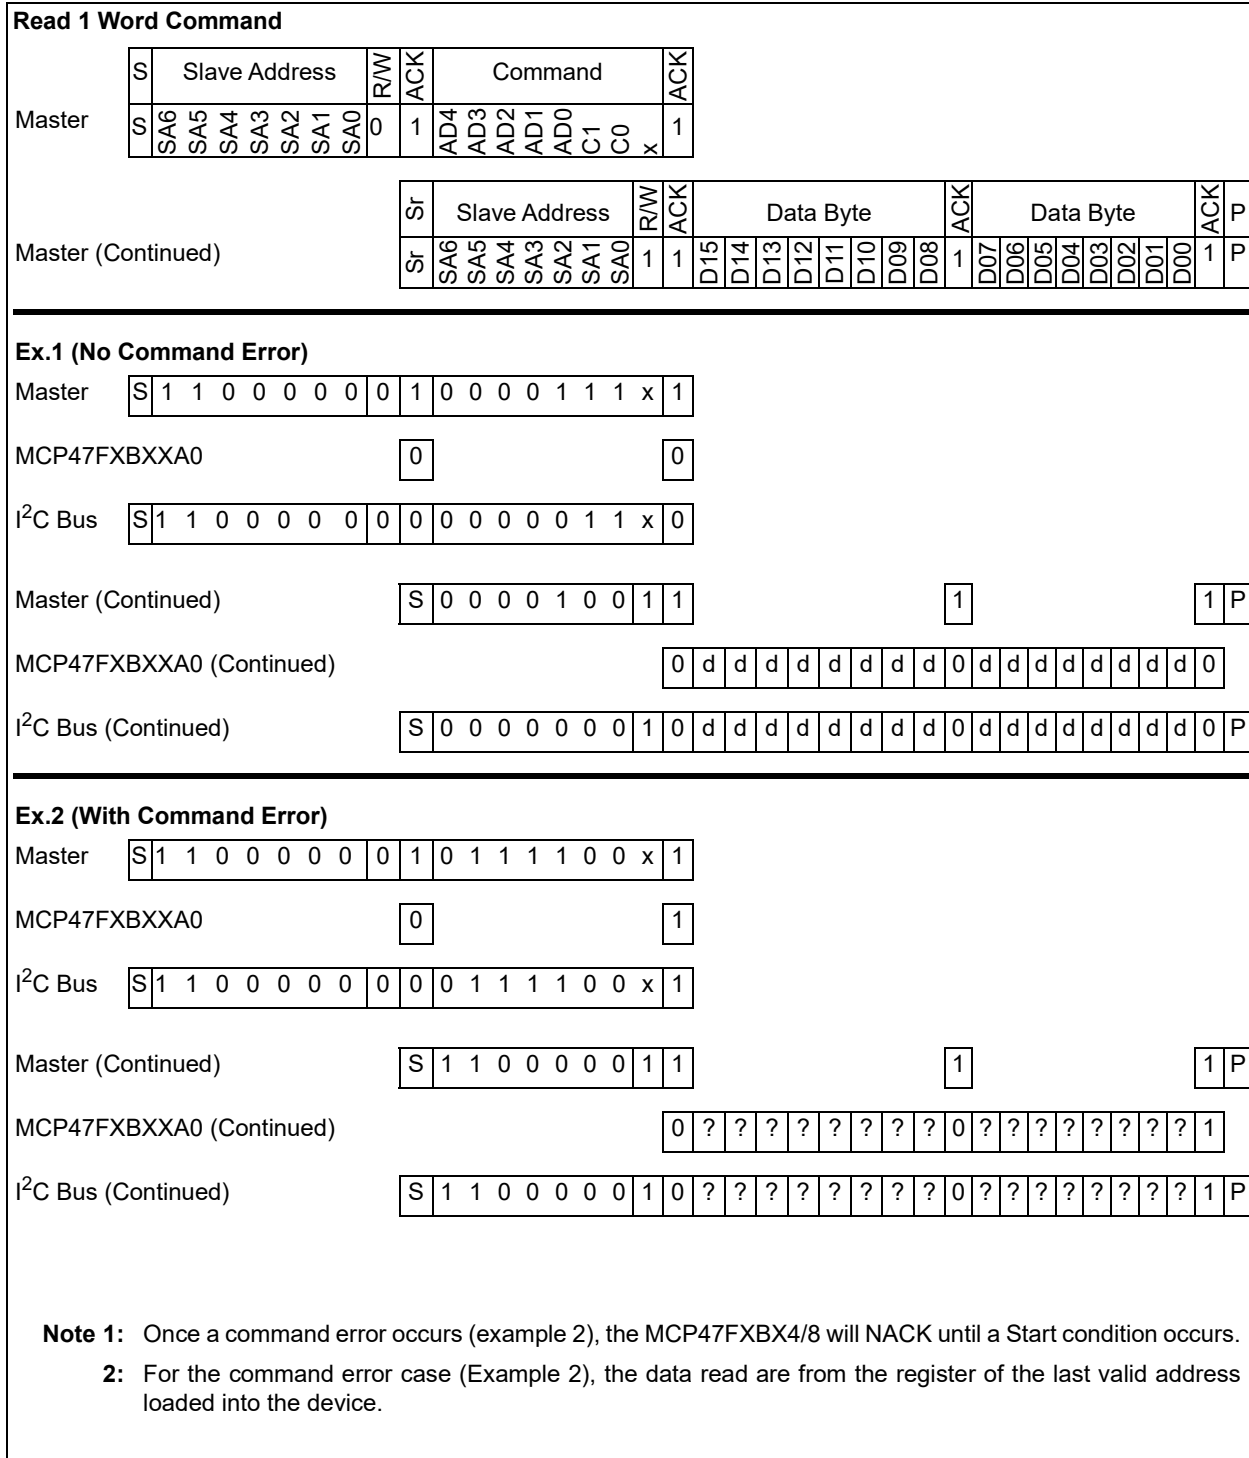 Read 1 Word Command
S Slave Address R/W ACK Command ACK
Master S SA6 SA5 SA4 SA3 SA2 SA1 SA0 0 1 AD4 AD3 AD2 AD1 AD0 C1 C0 x 1
Sr Slave Address R/W ACK Data Byte ACK Data Byte ACK P
Master (Continued) Sr SA6 SA5 SA4 SA3 SA2 SA1 SA0 1 1 D15 D14 D13 D12 D11 D10 D09 D08 1 D07 D06 D05 D04 D03 D02 D01 D00 1 P
Ex.1 (No Command Error)
Master S 1 1 0 0 0 0 0 0 1 0 0 0 0 1 1 1 x 1
MCP47FXBXXA0 0 0
I2C Bus S 1 1 0 0 0 0 0 0 0 0 0 0 0 0 1 1 x 0
Master (Continued) S 0 0 0 0 1 0 0 1 1 1 1 P
MCP47FXBXXA0 (Continued) 0 d d d d d d d d 0 d d d d d d d d 0
I2C Bus (Continued) S 0 0 0 0 0 0 0 1 0 d d d d d d d d 0 d d d d d d d d 0 P
Ex.2 (With Command Error)
Master S 1 1 0 0 0 0 0 0 1 0 1 1 1 1 0 0 x 1
MCP47FXBXXA0 0 1
I2C Bus S 1 1 0 0 0 0 0 0 0 0 1 1 1 1 0 0 x 1
Master (Continued) S 1 1 0 0 0 0 0 1 1 1 1 P
MCP47FXBXXA0 (Continued) 0 ? ? ? ? ? ? ? ? 0 ? ? ? ? ? ? ? ? 1
I2C Bus (Continued) S 1 1 0 0 0 0 0 1 0 ? ? ? ? ? ? ? ? 0 ? ? ? ? ? ? ? ? 1 P
Note 1: Once a command error occurs (example 2), the MCP47FXBX4/8 will NACK until a Start condition occurs.
2: For the command error case (Example 2), the data read are from the register of the last valid address
loaded into the device.